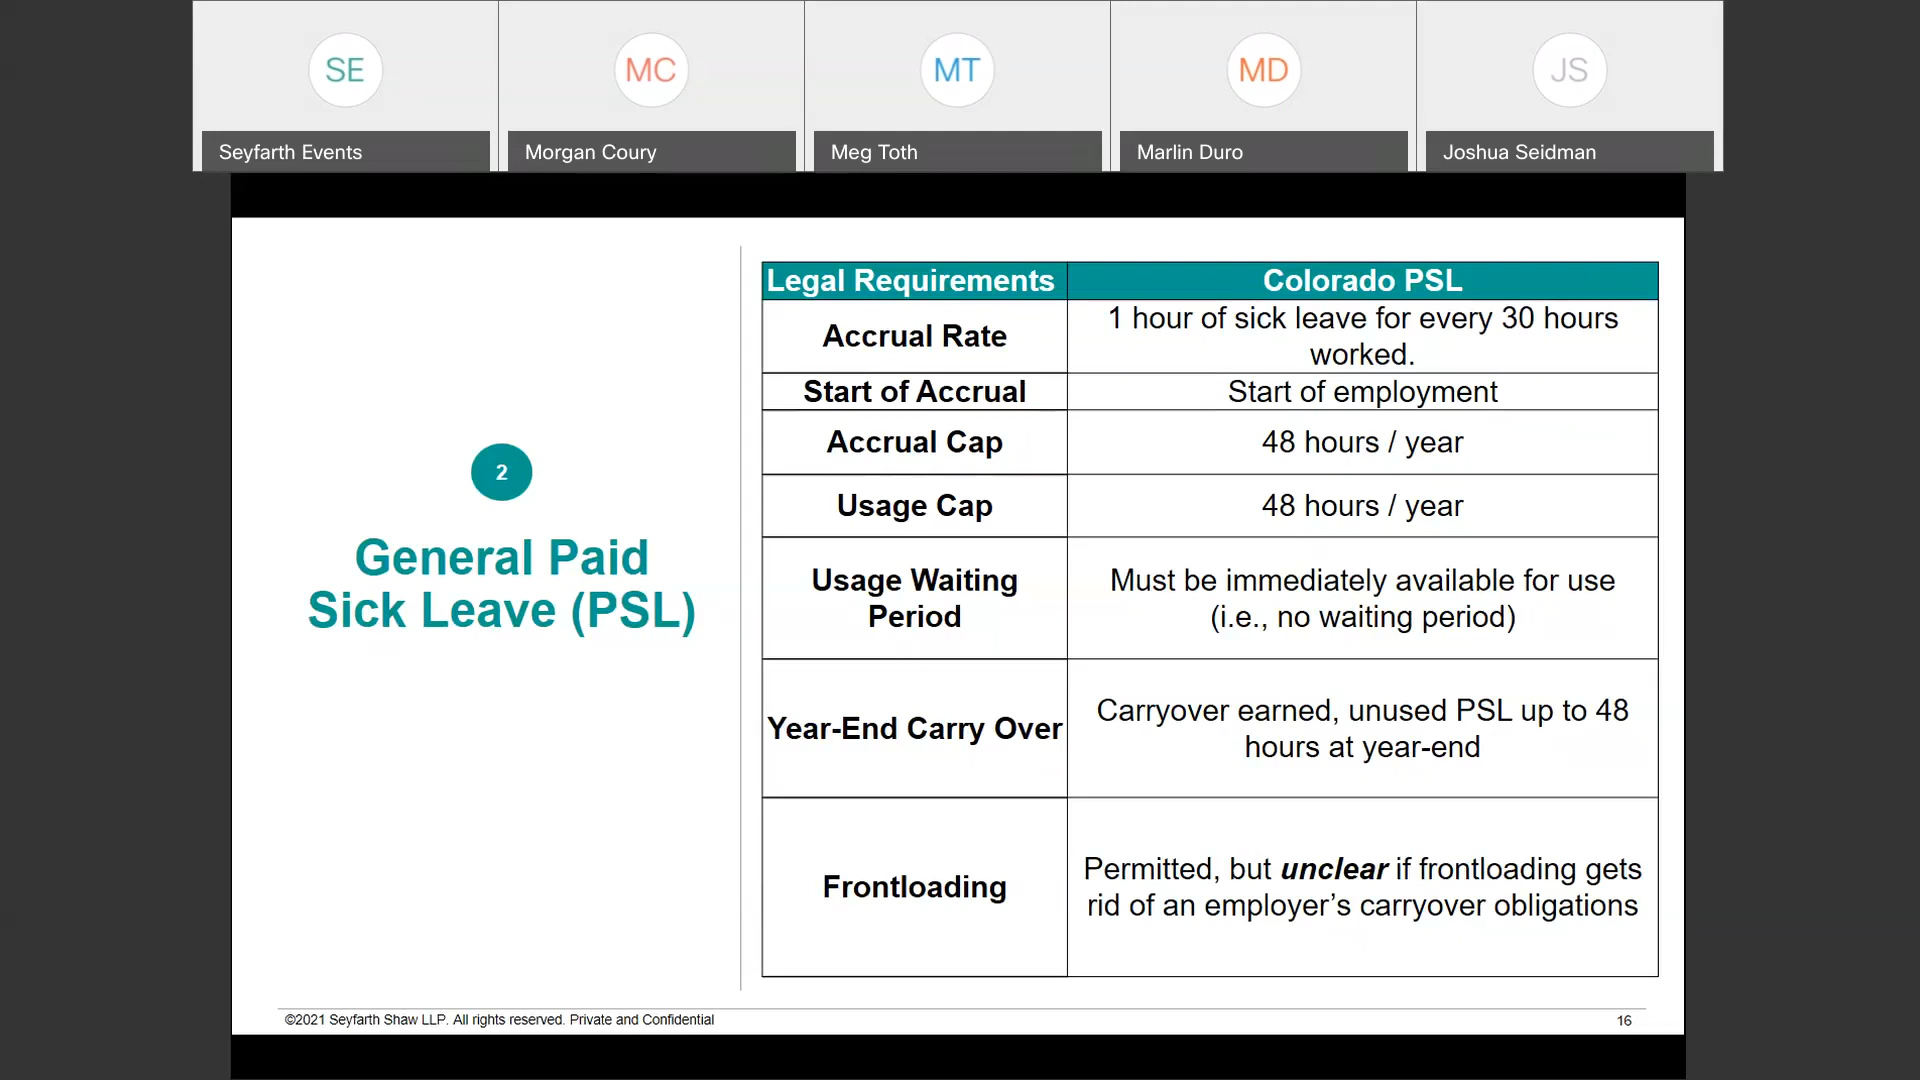 SE
MC
MT
MD
JS
Seyfarth Events
Morgan Coury
Meg Toth
Marlin Duro
Joshua Seidman
2
General Paid
Sick Leave (PSL)
Legal Requirements
Colorado PSL
Accrual Rate
1 hour of sick leave for every 30 hours
worked.
Start of Accrual
Start of employment
Accrual Cap
48 hours / year
Usage Cap
48 hours / year
Usage Waiting
Period
Must be immediately available for use
(i.e., no waiting period)
Year-End Carry Over
Carryover earned, unused PSL up to 48
hours at year-end
Frontloading
Permitted, but unclear if frontloading gets
rid of an employer’s carryover obligations
©2021 Seyfarth Shaw LLP. All rights reserved. Private and Confidential
16